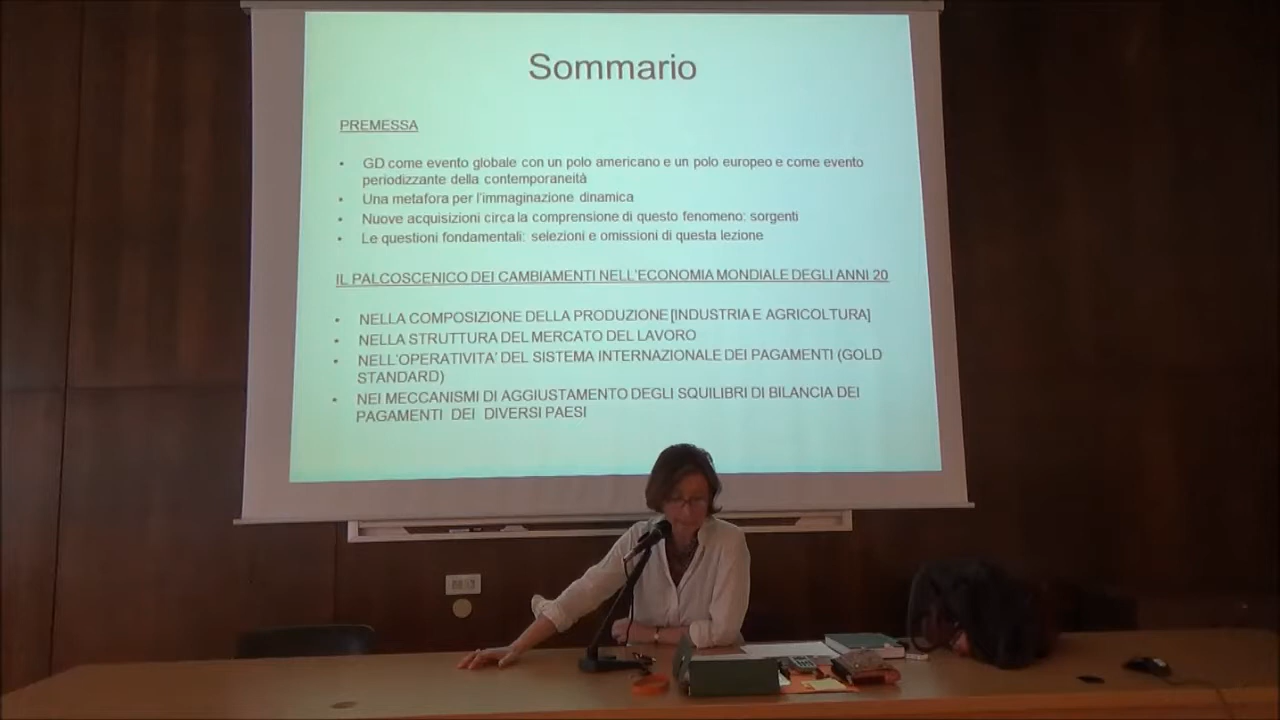 Sommario
PREMESSA
• GD come evento globale con un polo americano e un polo europeo e come evento
periodizzante della contemporaneità
• Una metafora per l'immaginazione dinamica
• Nuove acquisizioni circa la comprensione di questo fenomeno: sorgenti
• Le questioni fondamentali: selezioni e omissioni di questa lezione
IL PALCOSCENICO DEI CAMBIAMENTI NELL'ECONOMIA MONDIALE DEGLI ANNI 20
• NELLA COMPOSIZIONE DELLA PRODUZIONE [INDUSTRIA E AGRICOLTURA]
• NELLA STRUTTURA DEL MERCATO DEL LAVORO
• NELL'OPERATIVITA' DEL SISTEMA INTERNAZIONALE DEI PAGAMENTI (GOLD
STANDARD)
• NEI MECCANISMI DI AGGIUSTAMENTO DEGLI SQUILIBRI DI BILANCIA DEI
PAGAMENTI DEI DIVERSI PAESI